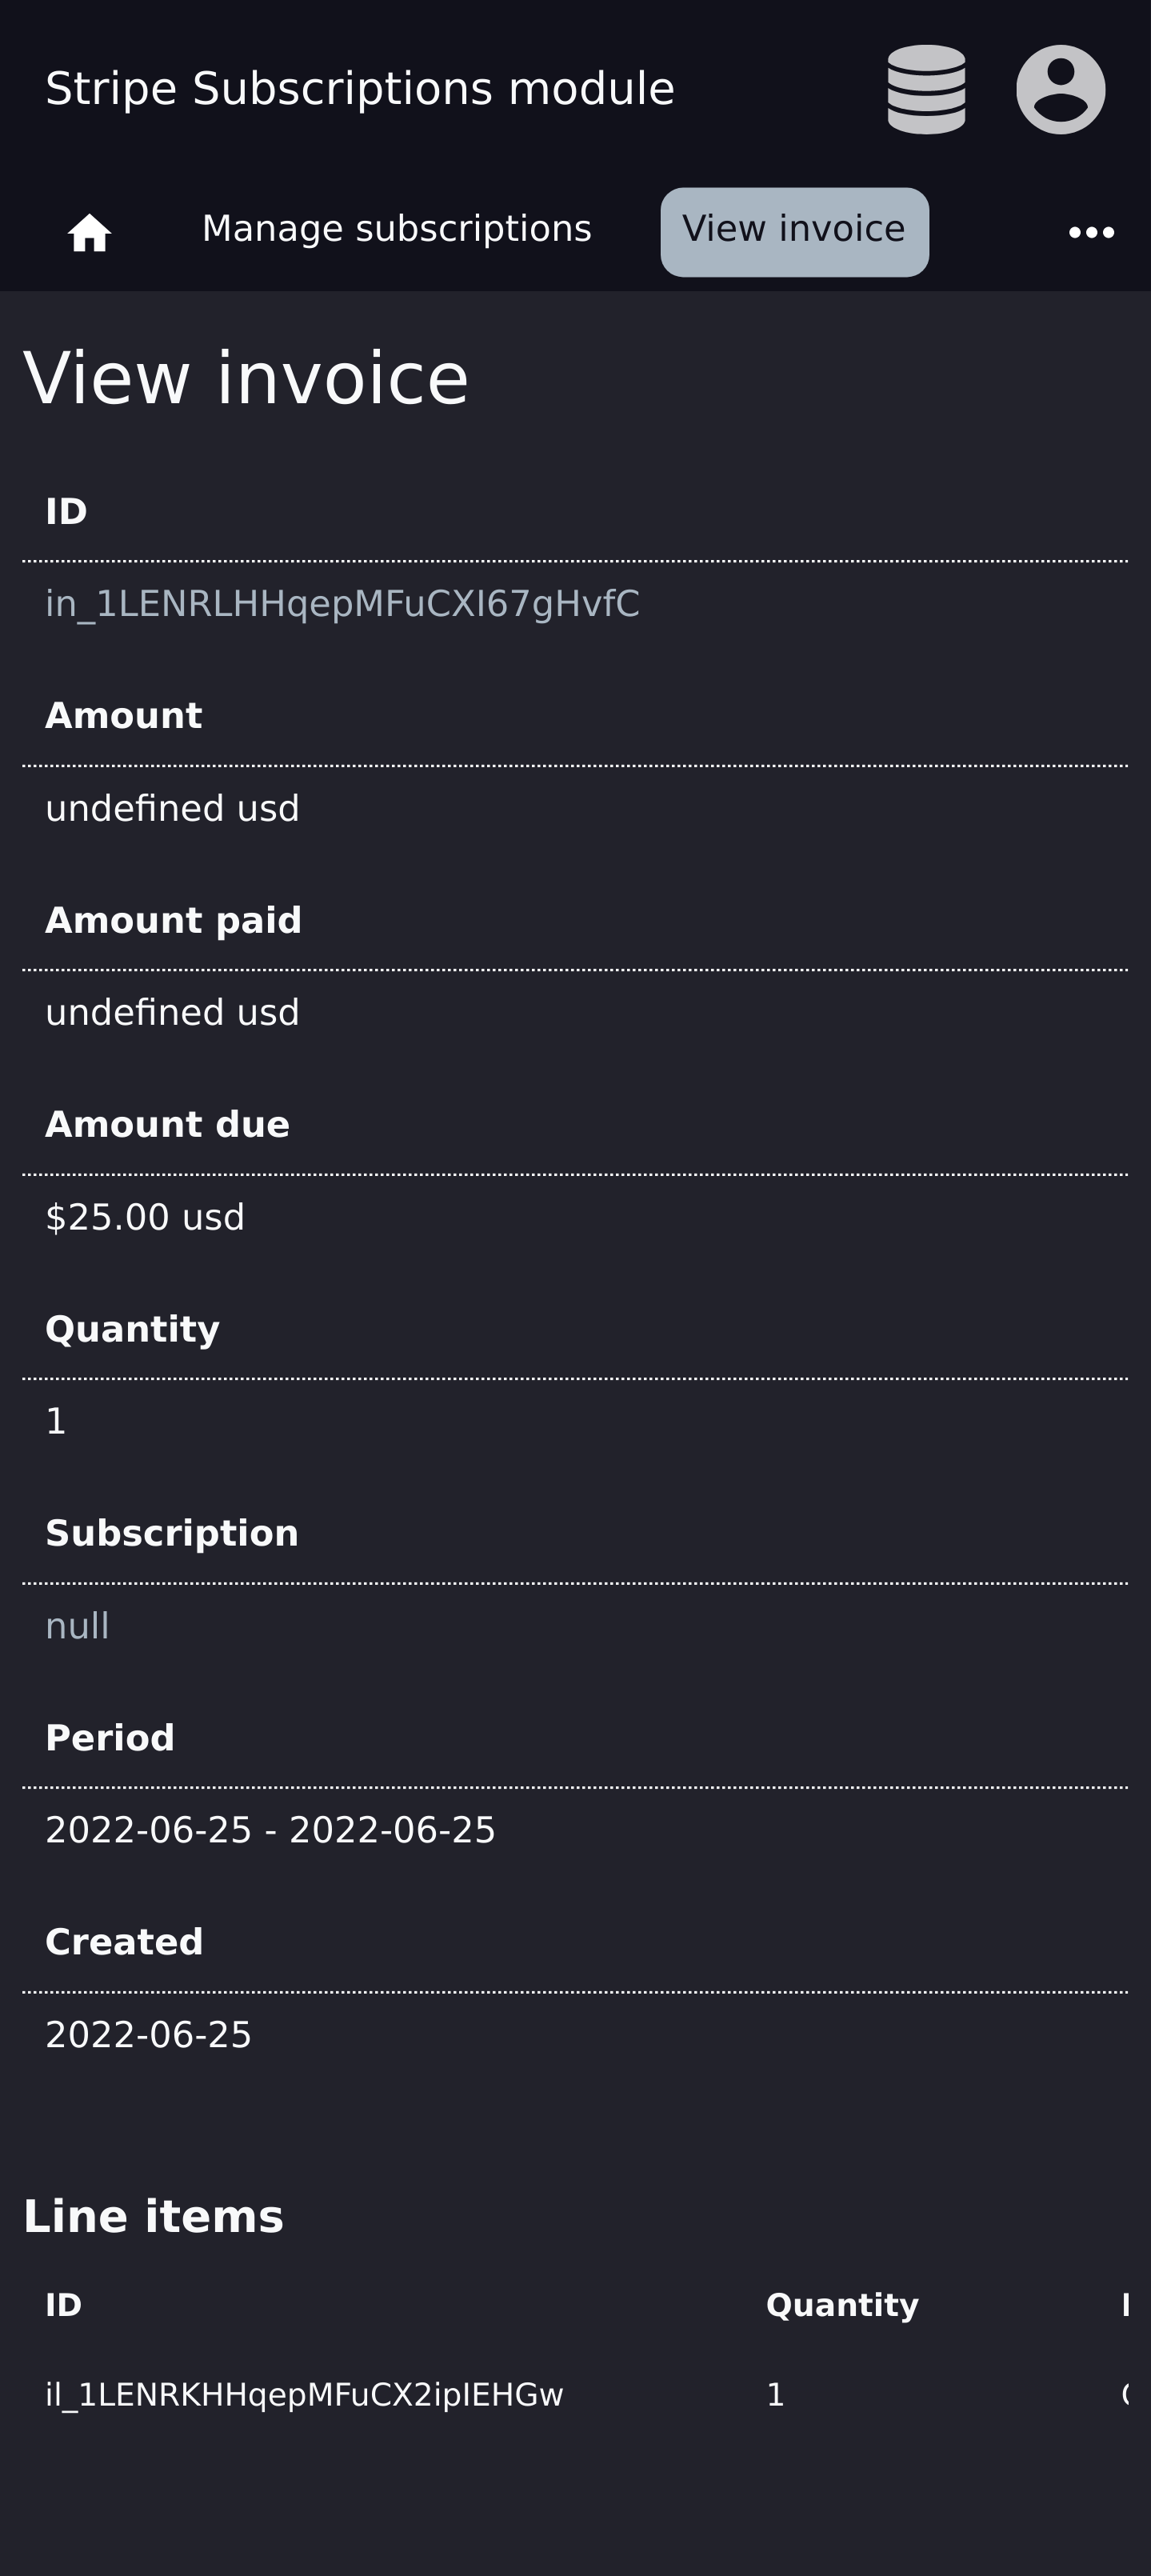 Stripe Subscriptions module
Manage subscriptions View invoice
View invoice
ID
in_1LENRLHHqepMFuCXI67gHvfC
Amount
undefined usd
Amount paid
undefined usd
Amount due
$25.00 usd
Quantity
1
Subscription
null
Period
2022-06-25 - 2022-06-25
Created
2022-06-25
Line items
ID Quantity
il_1LENRKHHqepMFuCX2ipIEHGw 1